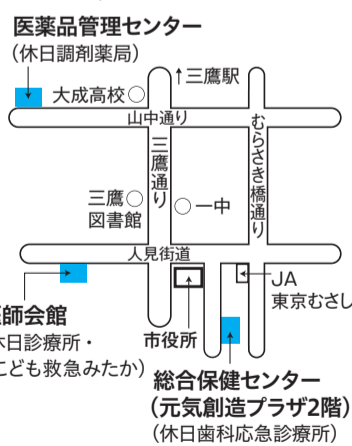 医薬品管理センター
(休日調剤薬局)
↑三鷹駅
大成高校
山中通り
三鷹通り
むらさき橋通り
三鷹
図書館
一中
人見街道
JA
東京むさし
師会館
休日診療所・
こども救急みたか)
市役所
総合保健センター
(元気創造プラザ2階)
(休日歯科応急診療所)